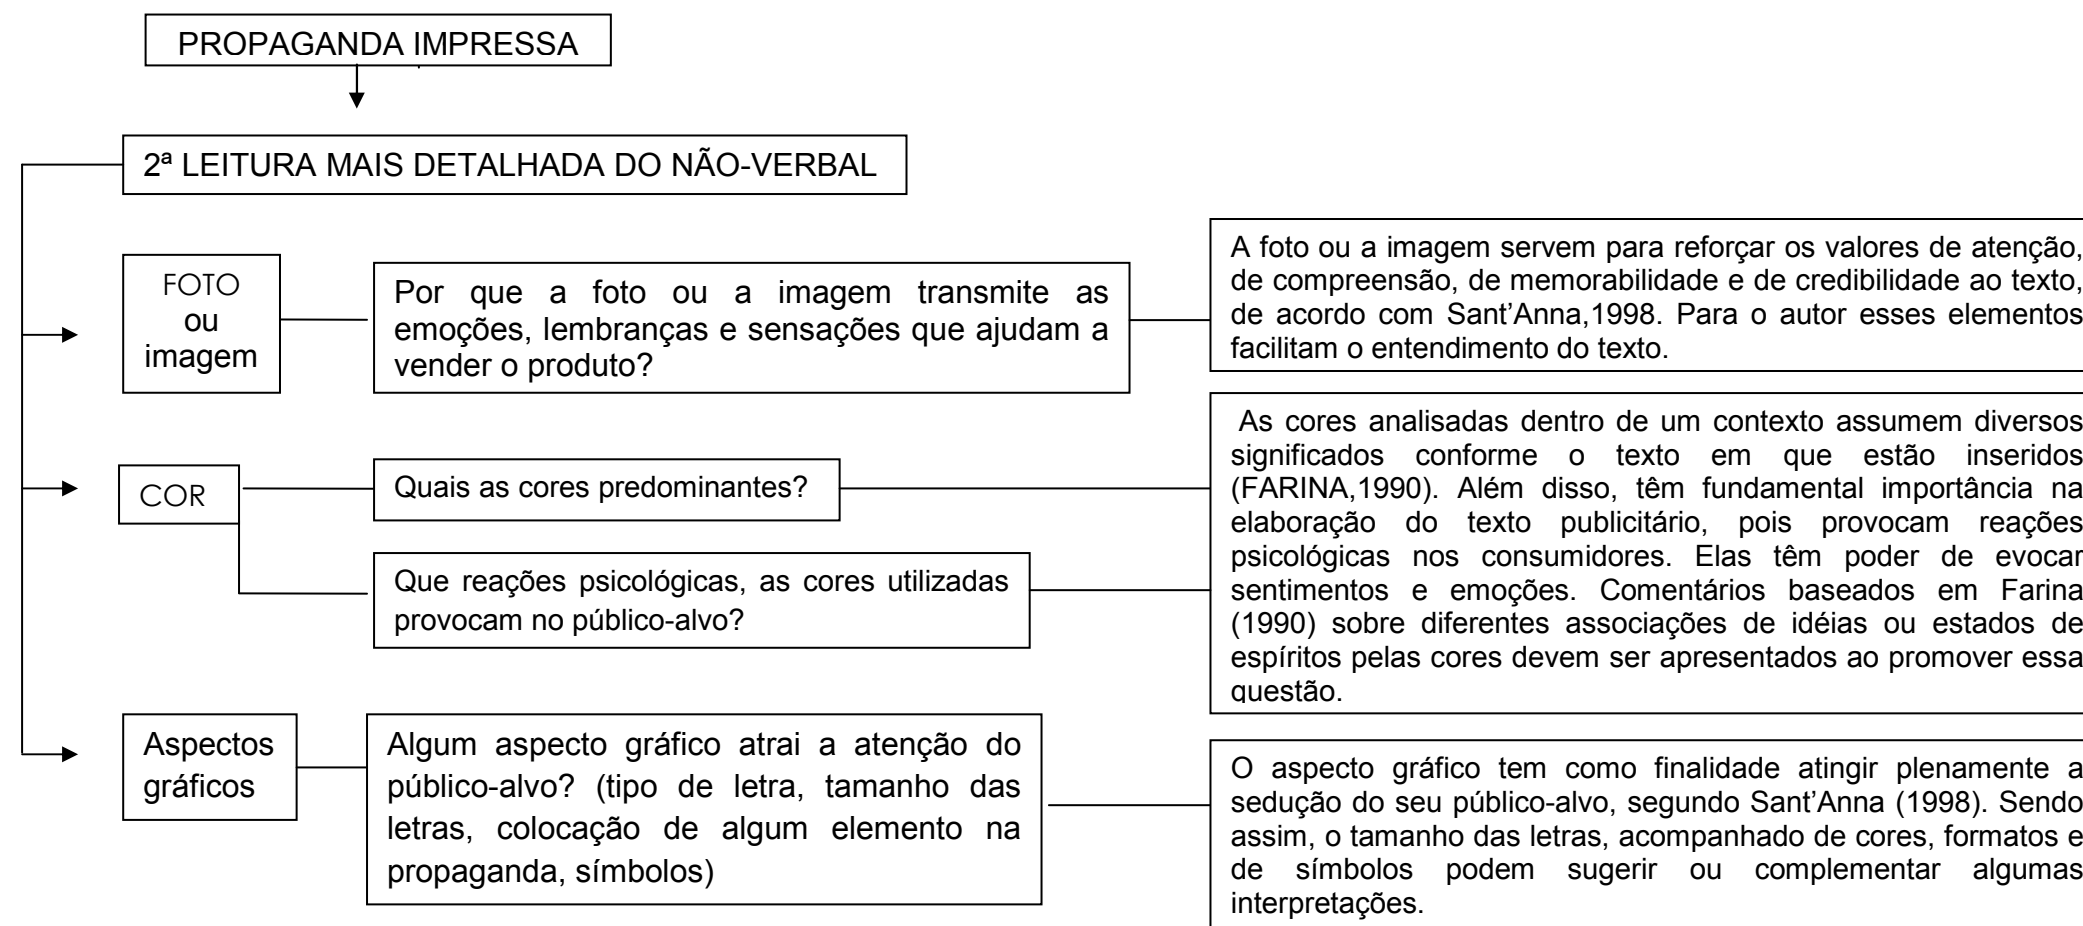 PROPAGANDA IMPRESSA
2ª LEITURA MAIS DETALHADA DO NÃO-VERBAL
FOTO
ou
imagem
Por que a foto ou a imagem transmite as
emoções, lembranças e sensações que ajudam a
vender o produto?
A foto ou a imagem servem para reforçar os valores de atenção,
de compreensão, de memorabilidade e de credibilidade ao texto,
de acordo com Sant’Anna,1998. Para o autor esses elementos
facilitam o entendimento do texto.
COR
Quais as cores predominantes?
Que reações psicológicas, as cores utilizadas
provocam no público-alvo?
As cores analisadas dentro de um contexto assumem diversos
significados conforme o texto em que estão inseridos
(FARINA,1990). Além disso, têm fundamental importância na
elaboração do texto publicitário, pois provocam reações
psicológicas nos consumidores. Elas têm poder de evocar
sentimentos e emoções. Comentários baseados em Farina
(1990) sobre diferentes associações de idéias ou estados de
espíritos pelas cores devem ser apresentados ao promover essa
questão.
Aspectos
gráficos
Algum aspecto gráfico atrai a atenção do
público-alvo? (tipo de letra, tamanho das
letras, colocação de algum elemento na
propaganda, símbolos)
O aspecto gráfico tem como finalidade atingir plenamente a
sedução do seu público-alvo, segundo Sant’Anna (1998). Sendo
assim, o tamanho das letras, acompanhado de cores, formatos e
de símbolos podem sugerir ou complementar algumas
interpretações.